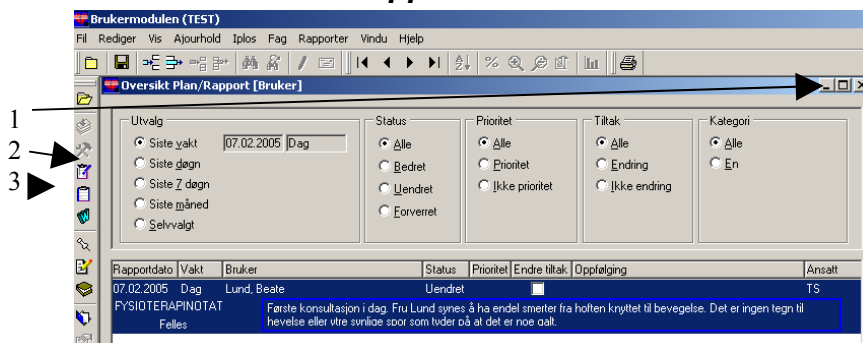 Brukermodulen (TEST)
Fil Rediger Vis Ajourhold Iplos Fag Rapporter Vindu Hjelp
Oversikt Plan/Rapport [Bruker]
1
2
3
Utvalg
Siste vakt 07.02.2005 Dag
Siste døgn
Siste 7 døgn
Siste måned
Selvvalgt
Status
Alle
Bedret
Uendret
Forverret
Prioritet
Alle
Prioritet
Ikke prioritet
Tiltak
Alle
Endring
Ikke endring
Kategori
Alle
En
Rapportdato Vakt Bruker Status Prioritet Endre tiltak Oppfølging Ansatt
07.02.2005 Dag Lund, Beate Uendret TS
FYSIOTERAPINOTAT Første konsultasjon i dag. Fru Lund synes å ha endel smerter fra hoften knyttet til bevegelse. Det er ingen tegn til
Felles hevelse eller ytre synlige spor som tyder på at det er noe galt.